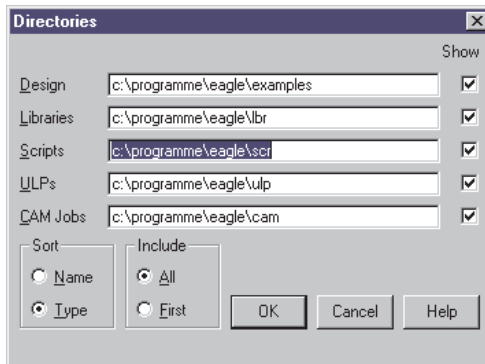 Directories
Show
Design c:\programme\eagle\examples
Libraries c:\programme\eagle\lbr
Scripts c:\programme\eagle\scr
ULPs c:\programme\eagle\ulp
CAM Jobs c:\programme\eagle\cam
Sort Include
Name All
Type First OK Cancel Help